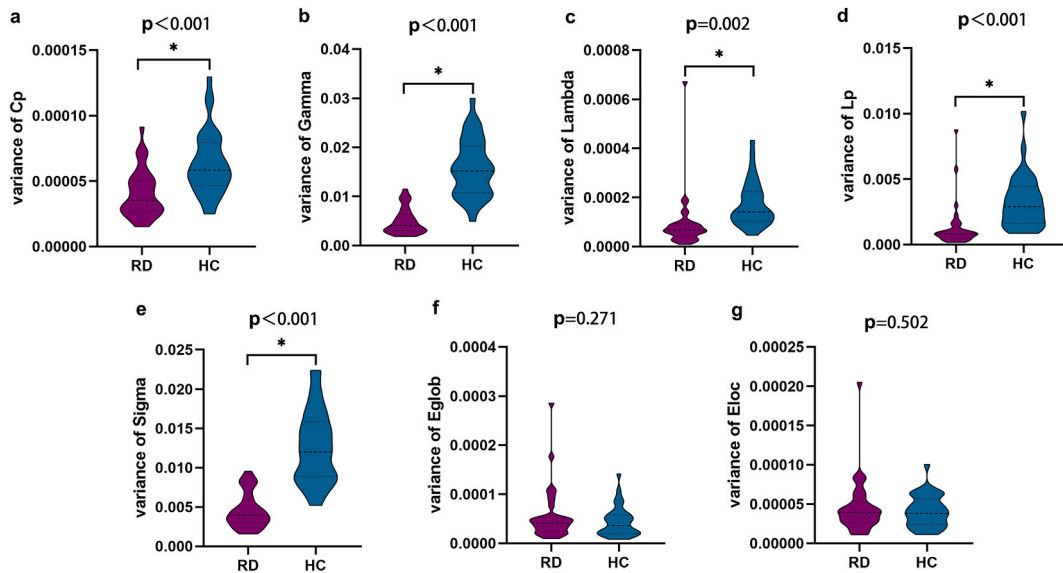 a
p<0.001
*
variance of Cp
0.00015
0.00010
0.00005
0.00000
RD
HC
b
p<0.001
*
variance of Gamma
0.04
0.03
0.02
0.01
0.00
RD
HC
c
p=0.002
*
variance of Lambda
0.0008
0.0006
0.0004
0.0002
0.0000
RD
HC
d
p<0.001
*
variance of Lp
0.015
0.010
0.005
0.000
RD
HC
e
p<0.001
*
variance of Sigma
0.025
0.020
0.015
0.010
0.005
0.000
RD
HC
f
p=0.271
variance of Eglob
0.0004
0.0003
0.0002
0.0001
0.0000
RD
HC
g
p=0.502
variance of Eloc
0.00025
0.00020
0.00015
0.00010
0.00005
0.00000
RD
HC